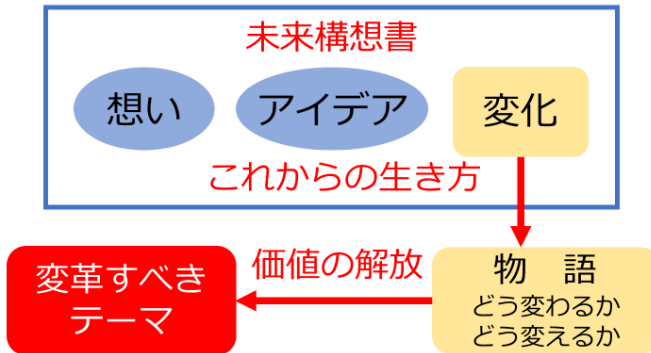 未来構想書
想い
アイデア
変化
これからの生き方
価値の解放
変革すべき
テーマ
物　語
どう変わるか
どう変えるか